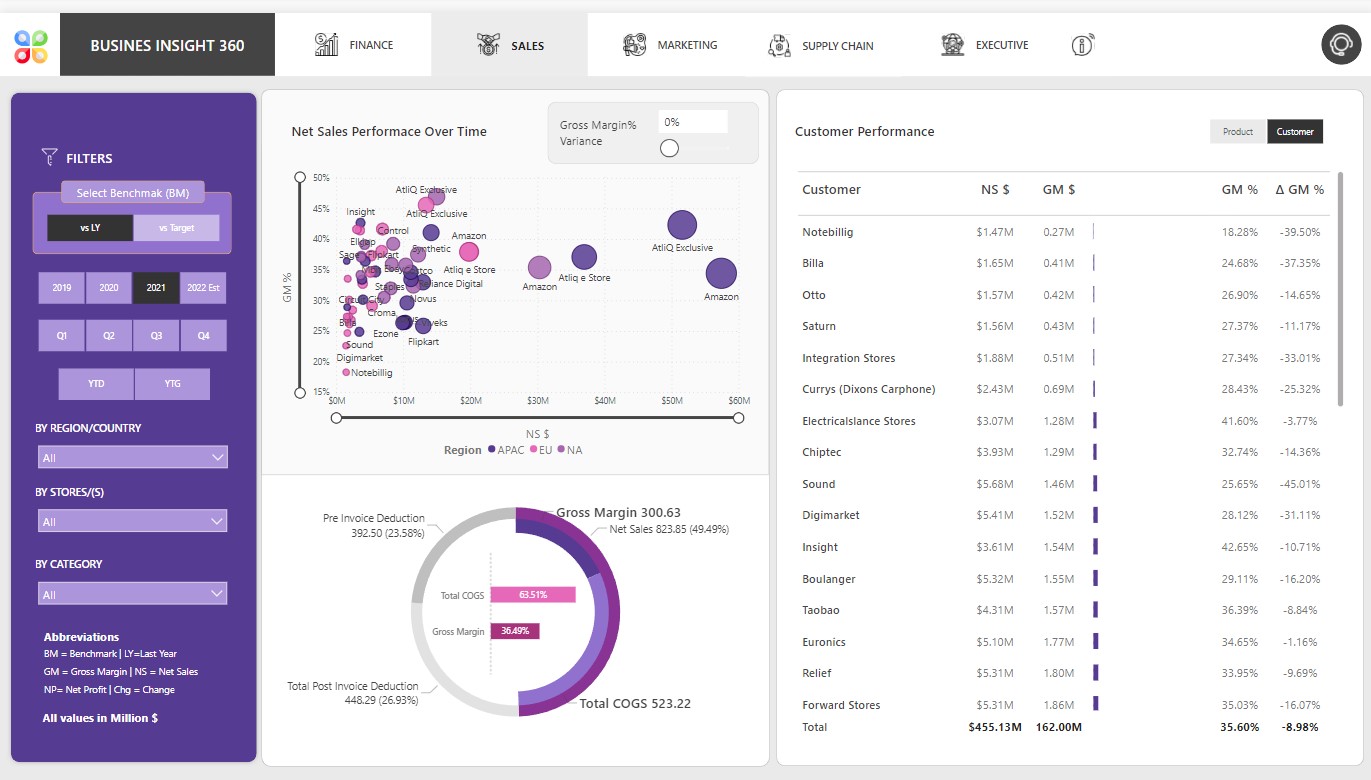 BUSINES INSIGHT 360
FINANCE
SALES
MARKETING
SUPPLY CHAIN
EXECUTIVE
FILTERS
Select Benchmak (BM)
vs LY
vs Target
2019
2020
2021
2022 Est
Q1
Q2
Q3
Q4
YTD
YTG
BY REGION/COUNTRY
All
BY STORES/(S)
All
BY CATEGORY
All
Abbreviations
BM = Benchmark | LY=Last Year
GM = Gross Margin | NS = Net Sales
NP= Net Profit | Chg = Change
All values in Million $
Net Sales Performace Over Time
Gross Margin%
Variance
0%
50%
45%
40%
35%
30%
25%
20%
15%
GM %
AtliQ Exclusive
AtliQ Exclusive
Insight
Control
Amazon
Synthetic
Flipkart
Atliq e Store
Reliance Digital
Staples
Novus
Croma
Ezone
Flipkart
Sound
Digimarket
Notebillig
AtliQ Exclusive
Atliq e Store
Amazon
Amazon
$0M
$10M
$20M
$30M
$40M
$50M
$60M
NS $
Region APAC EU NA
Pre Invoice Deduction
392.50 (23.58%)
Gross Margin 300.63
Net Sales 823.85 (49.49%)
Total COGS 63.51%
Gross Margin 36.49%
Total Post Invoice Deduction
448.29 (26.93%)
Total COGS 523.22
Customer Performance
Product
Customer
Customer NS $ GM $ GM % Δ GM %
Notebillig $1.47M 0.27M 18.28% -39.50%
Billa $1.65M 0.41M 24.68% -37.35%
Otto $1.57M 0.42M 26.90% -14.65%
Saturn $1.56M 0.43M 27.37% -11.17%
Integration Stores $1.88M 0.51M 27.34% -33.01%
Currys (Dixons Carphone) $2.43M 0.69M 28.43% -25.32%
Electricalslance Stores $3.07M 1.28M 41.60% -3.77%
Chiptec $3.93M 1.29M 32.74% -14.36%
Sound $5.68M 1.46M 25.65% -45.01%
Digimarket $5.41M 1.52M 28.12% -31.11%
Insight $3.61M 1.54M 42.65% -10.71%
Boulanger $5.32M 1.55M 29.11% -16.20%
Taobao $4.31M 1.57M 36.39% -8.84%
Euronics $5.10M 1.77M 34.65% -1.16%
Relief $5.31M 1.80M 33.95% -9.69%
Forward Stores $5.31M 1.86M 35.03% -16.07%
Total $455.13M 162.00M 35.60% -8.98%